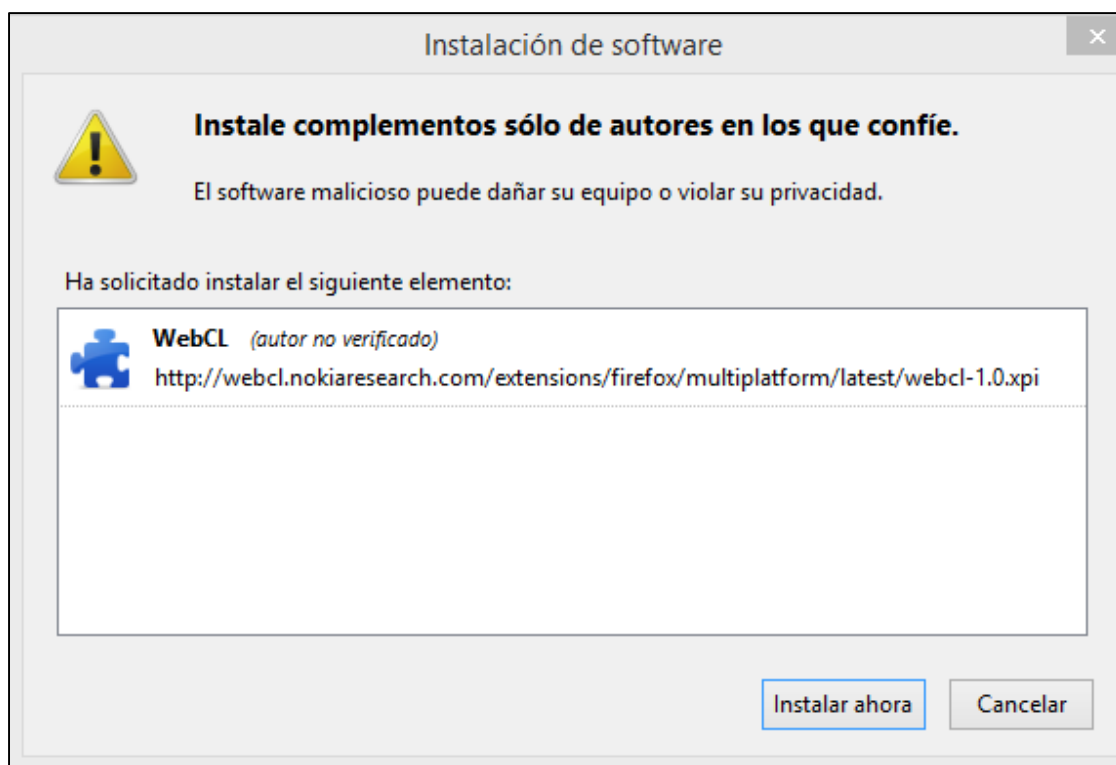 Instalación de software
Instale complementos sólo de autores en los que confíe.
El software malicioso puede dañar su equipo o violar su privacidad.
Ha solicitado instalar el siguiente elemento:
WebCL (autor no verificado)
http://webcl.nokiaresearch.com/extensions/firefox/multiplatform/latest/webcl-1.0.xpi
Instalar ahora Cancelar